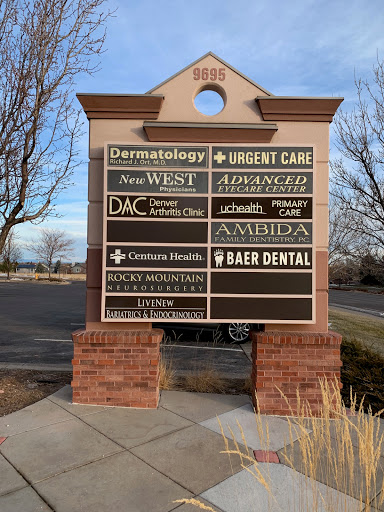 9695
Dermatology
Richard J. Ort, M.D.
URGENT CARE
NEW WEST
Physicians
ADVANCED
EYECARE CENTER
DAC Denver
Arthritis Clinic
uchealth PRIMARY
CARE
AMBIDA
FAMILY DENTISTRY, PC
Centura Health
BAER DENTAL
ROCKY MOUNTAIN
NEUROSURGERY
LIVENEW
BARIATRICS & ENDOCRINOLOGY